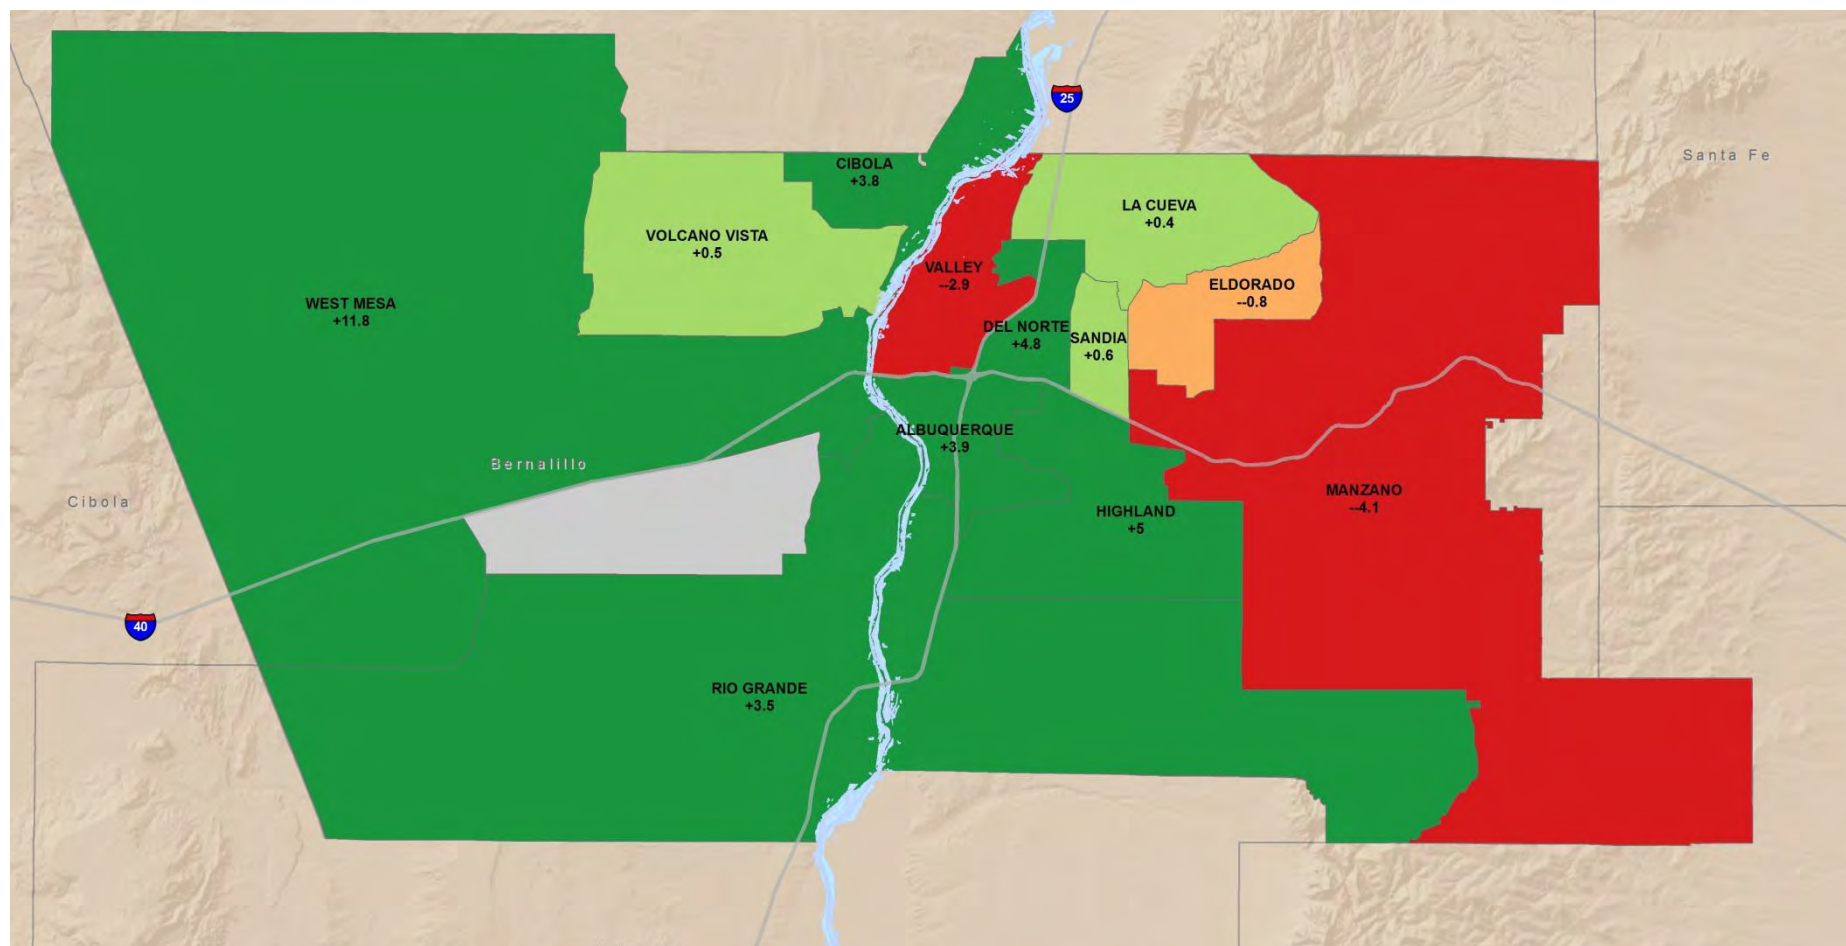 25
Santa Fe
CIBOLA
+3.8
LA CUEVA
+0.4
VOLCANO VISTA
+0.5
VALLEY
--2.9
ELDORADO
--0.8
WEST MESA
+11.8
DEL NORTE
+4.8
SANDIA
+0.6
ALBUQUERQUE
+3.9
Bernalillo
Cibola
MANZANO
--4.1
HIGHLAND
+5
40
RIO GRANDE
+3.5